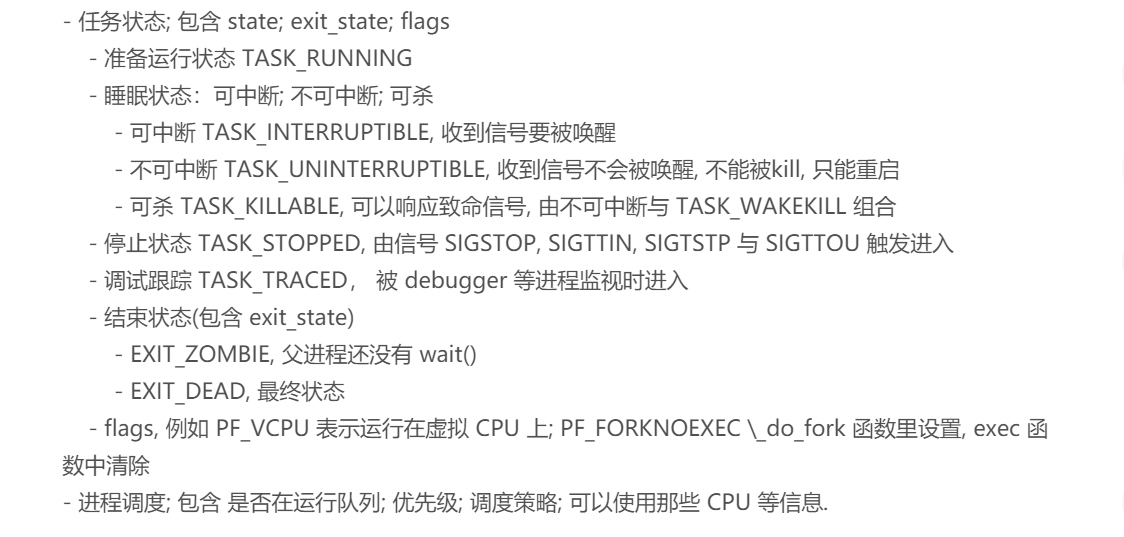 - 任务状态; 包含 state; exit_state; flags
- 准备运行状态 TASK_RUNNING
- 睡眠状态：可中断; 不可中断; 可杀
- 可中断 TASK_INTERRUPTIBLE, 收到信号要被唤醒
- 不可中断 TASK_UNINTERRUPTIBLE, 收到信号不会被唤醒, 不能被kill, 只能重启
- 可杀 TASK_KILLABLE, 可以响应致命信号, 由不可中断与 TASK_WAKEKILL 组合
- 停止状态 TASK_STOPPED, 由信号 SIGSTOP, SIGTTIN, SIGTSTP 与 SIGTTOU 触发进入
- 调试跟踪 TASK_TRACED， 被 debugger 等进程监视时进入
- 结束状态(包含 exit_state)
- EXIT_ZOMBIE, 父进程还没有 wait()
- EXIT_DEAD, 最终状态
- flags, 例如 PF_VCPU 表示运行在虚拟 CPU 上; PF_FORKNOEXEC \_do_fork 函数里设置, exec 函
数中清除
- 进程调度; 包含 是否在运行队列; 优先级; 调度策略; 可以使用那些 CPU 等信息.